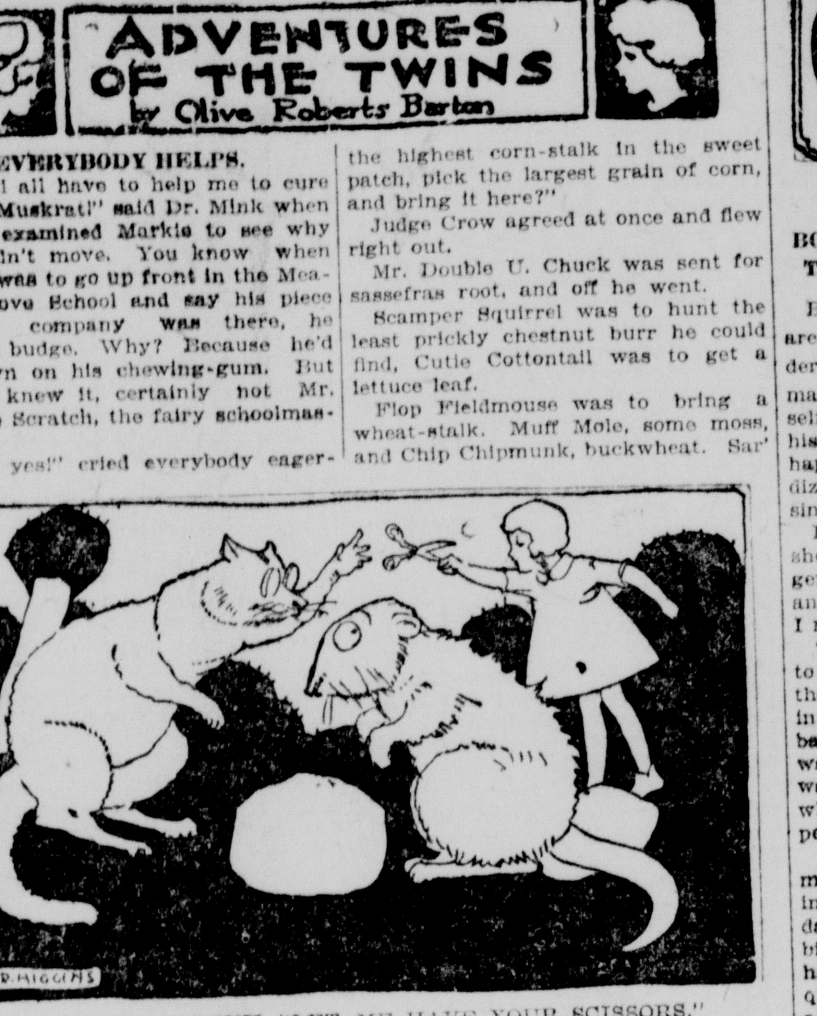 ADVENTURES
OF THE TWINS
by Olive Roberts Barton
EVERYBODY HELPS.
all have to help me to cure
Muskrat!" said Dr. Mink when
examined Markie to see why
dn't move. You know when
was to go up front in the Mea-
School and say his piece
company was there, he
budge. Why? Because he'd
on his chewing-gum. But
knew it, certainly not Mr.
Scratch, the fairy schoolmas-
yes!" cried everybody eager-
the highest corn-stalk in the sweet
patch, pick the largest grain of corn,
and bring it here?"
Judge Crow agreed at once and flew
right out.
Mr. Double U. Chuck was sent for
sassefras root, and off he went.
Scamper Squirrel was to hunt the
least prickly chestnut burr he could
find, Cutie Cottontail was to get a
lettuce leaf.
Flop Fieldmouse was to bring a
wheat-stalk. Muff Mole, some moss,
and Chip Chipmunk, buckwheat. Sar'
R. HIGGINS
ME HAVE YOUR SCISSORS."